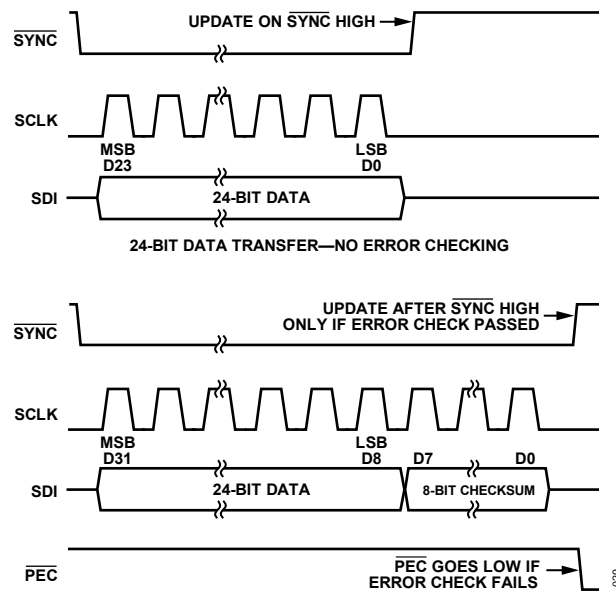 UPDATE ON SYNC HIGH
SYNC
SCLK
MSB
D23
LSB
D0
SDI
24-BIT DATA
24-BIT DATA TRANSFER—NO ERROR CHECKING
UPDATE AFTER SYNC HIGH
ONLY IF ERROR CHECK PASSED
SYNC
SCLK
MSB
D31
LSB
D8
D7
D0
SDI
24-BIT DATA
8-BIT CHECKSUM
PEC GOES LOW IF
ERROR CHECK FAILS
PEC